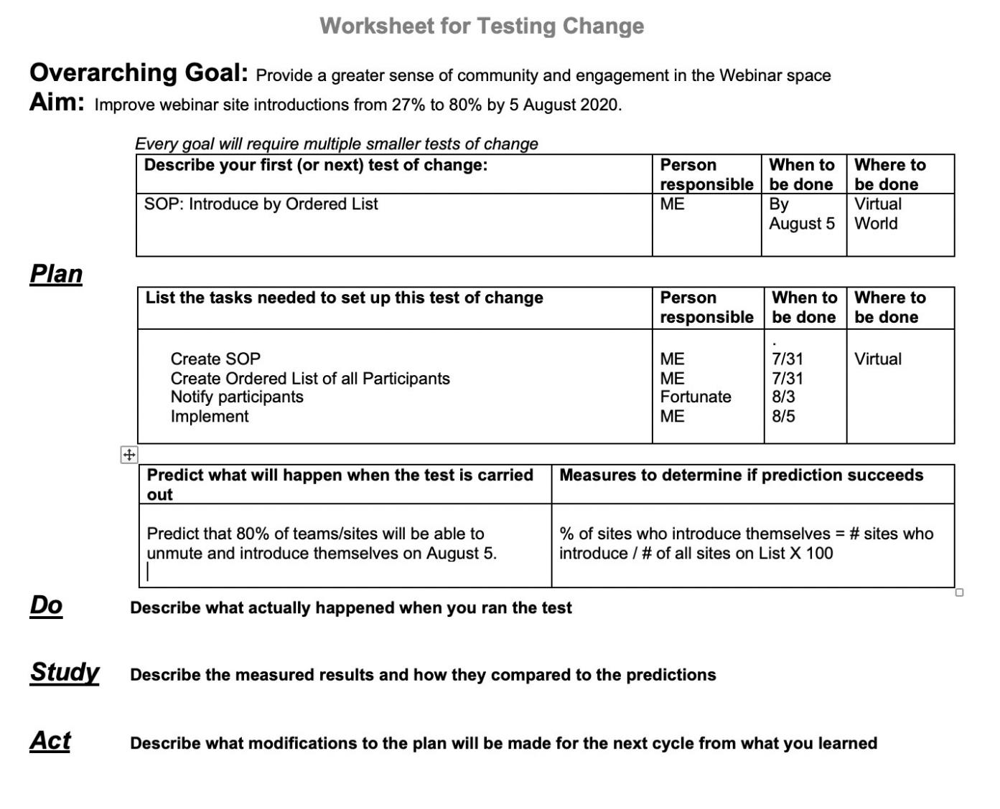 Worksheet for Testing Change
Overarching Goal: Provide a greater sense of community and engagement in the Webinar space
Aim: Improve webinar site introductions from 27% to 80% by 5 August 2020.
Every goal will require multiple smaller tests of change
Describe your first (or next) test of change:
Person
responsible
When to
be done
Where to
be done
SOP: Introduce by Ordered List
ME
By
August 5
Virtual
World
Plan
List the tasks needed to set up this test of change
Person
responsible
When to
be done
Where to
be done
.
Create SOP ME 7/31 Virtual
Create Ordered List of all Participants ME 7/31
Notify participants Fortunate 8/3
Implement ME 8/5
Predict what will happen when the test is carried
out
Measures to determine if prediction succeeds
Predict that 80% of teams/sites will be able to
unmute and introduce themselves on August 5.
% of sites who introduce themselves = # sites who
introduce / # of all sites on List X 100
Do Describe what actually happened when you ran the test
Study Describe the measured results and how they compared to the predictions
Act Describe what modifications to the plan will be made for the next cycle from what you learned